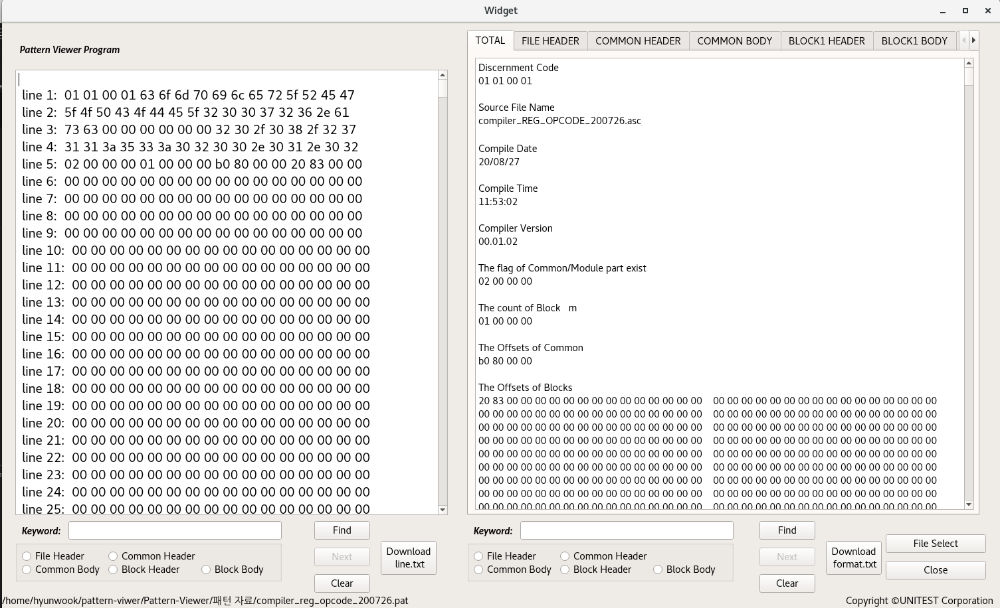 Widget
Pattern Viewer Program
line 1: 01 01 00 01 63 6f 6d 70 69 6c 65 72 5f 52 45 47
line 2: 5f 4f 50 43 4f 44 45 5f 32 30 30 37 32 36 2e 61
line 3: 73 63 00 00 00 00 00 00 32 30 2f 30 38 2f 32 37
line 4: 31 31 3a 35 33 3a 30 32 30 30 2e 30 31 2e 30 32
line 5: 02 00 00 00 01 00 00 00 b0 80 00 00 20 83 00 00
line 6: 00 00 00 00 00 00 00 00 00 00 00 00 00 00 00 00
line 7: 00 00 00 00 00 00 00 00 00 00 00 00 00 00 00 00
line 8: 00 00 00 00 00 00 00 00 00 00 00 00 00 00 00 00
line 9: 00 00 00 00 00 00 00 00 00 00 00 00 00 00 00 00
line 10: 00 00 00 00 00 00 00 00 00 00 00 00 00 00 00 00
line 11: 00 00 00 00 00 00 00 00 00 00 00 00 00 00 00 00
line 12: 00 00 00 00 00 00 00 00 00 00 00 00 00 00 00 00
line 13: 00 00 00 00 00 00 00 00 00 00 00 00 00 00 00 00
line 14: 00 00 00 00 00 00 00 00 00 00 00 00 00 00 00 00
line 15: 00 00 00 00 00 00 00 00 00 00 00 00 00 00 00 00
line 16: 00 00 00 00 00 00 00 00 00 00 00 00 00 00 00 00
line 17: 00 00 00 00 00 00 00 00 00 00 00 00 00 00 00 00
line 18: 00 00 00 00 00 00 00 00 00 00 00 00 00 00 00 00
line 19: 00 00 00 00 00 00 00 00 00 00 00 00 00 00 00 00
line 20: 00 00 00 00 00 00 00 00 00 00 00 00 00 00 00 00
line 21: 00 00 00 00 00 00 00 00 00 00 00 00 00 00 00 00
line 22: 00 00 00 00 00 00 00 00 00 00 00 00 00 00 00 00
line 23: 00 00 00 00 00 00 00 00 00 00 00 00 00 00 00 00
line 24: 00 00 00 00 00 00 00 00 00 00 00 00 00 00 00 00
line 25: 00 00 00 00 00 00 00 00 00 00 00 00 00 00 00 00
Keyword:
Find
File Header Common Header
Common Body Block Header Block Body
Next
Clear
Download
line.txt
TOTAL FILE HEADER COMMON HEADER COMMON BODY BLOCK1 HEADER BLOCK1 BODY
Discernment Code
01 01 00 01
Source File Name
compiler_REG_OPCODE_200726.asc
Compile Date
20/08/27
Compile Time
11:53:02
Compiler Version
00.01.02
The flag of Common/Module part exist
02 00 00 00
The count of Block m
01 00 00 00
The Offsets of Common
b0 80 00 00
The Offsets of Blocks
20 83 00 00 00 00 00 00 00 00 00 00 00 00 00 00 00 00 00 00 00 00 00 00 00 00 00 00 00 00 00 00
00 00 00 00 00 00 00 00 00 00 00 00 00 00 00 00 00 00 00 00 00 00 00 00 00 00 00 00 00 00 00 00
00 00 00 00 00 00 00 00 00 00 00 00 00 00 00 00 00 00 00 00 00 00 00 00 00 00 00 00 00 00 00 00
00 00 00 00 00 00 00 00 00 00 00 00 00 00 00 00 00 00 00 00 00 00 00 00 00 00 00 00 00 00 00 00
00 00 00 00 00 00 00 00 00 00 00 00 00 00 00 00 00 00 00 00 00 00 00 00 00 00 00 00 00 00 00 00
00 00 00 00 00 00 00 00 00 00 00 00 00 00 00 00 00 00 00 00 00 00 00 00 00 00 00 00 00 00 00 00
00 00 00 00 00 00 00 00 00 00 00 00 00 00 00 00 00 00 00 00 00 00 00 00 00 00 00 00 00 00 00 00
00 00 00 00 00 00 00 00 00 00 00 00 00 00 00 00 00 00 00 00 00 00 00 00 00 00 00 00 00 00 00 00
00 00 00 00 00 00 00 00 00 00 00 00 00 00 00 00 00 00 00 00 00 00 00 00 00 00 00 00 00 00 00 00
Keyword:
Find
File Header Common Header
Common Body Block Header Block Body
Next
Clear
Download
format.txt
File Select
Close
/home/hyunwook/pattern-viwer/Pattern-Viewer/패턴 자료/compiler_reg_opcode_200726.pat
Copyright ©UNITEST Corporation